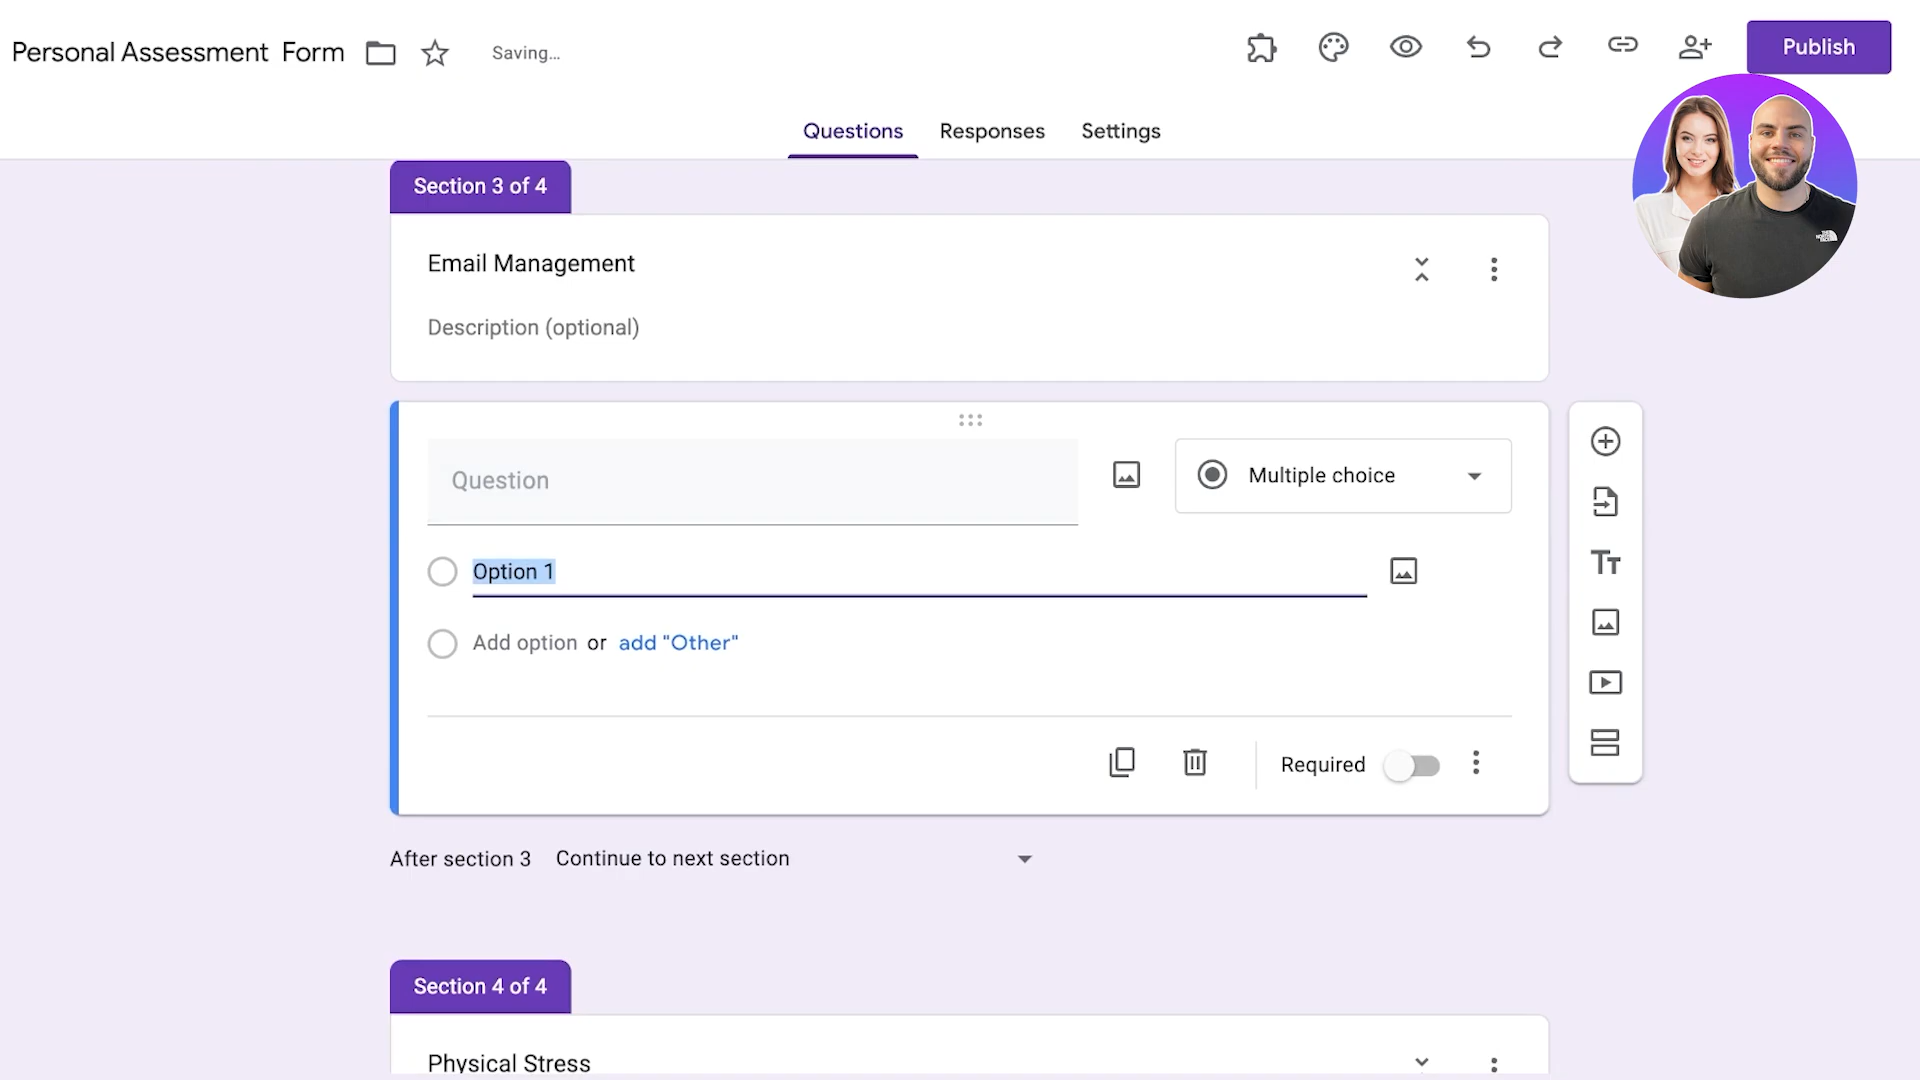 Personal Assessment Form
Saving...
Publish
Questions
Responses
Settings
Section 3 of 4
Email Management
Description (optional)
Question
Multiple choice
Option 1
Add option or add "Other"
Required
After section 3 Continue to next section
Section 4 of 4
Physical Stress